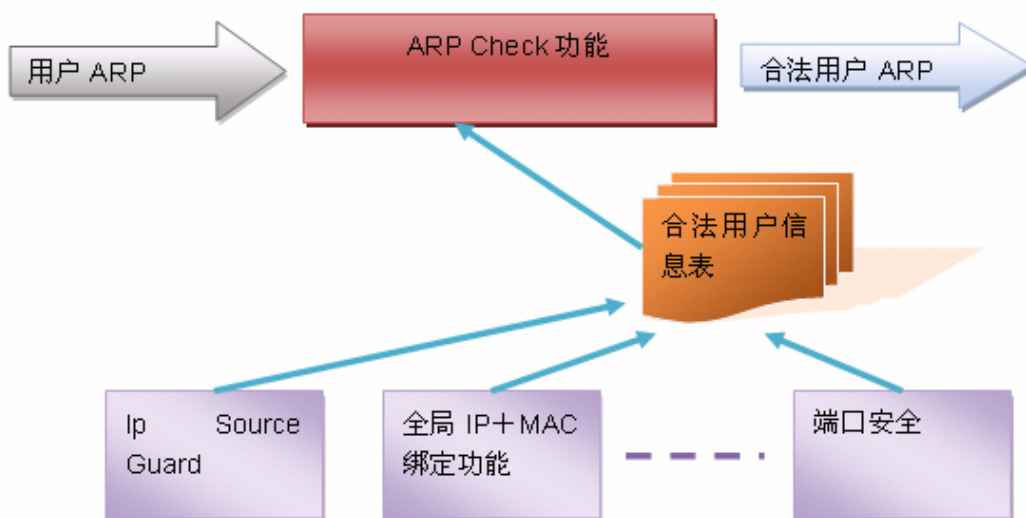 用户 ARP
ARP Check 功能
合法用户 ARP
合法用户信
息表
Ip Source
Guard
全局 IP＋MAC
绑定功能
端口安全